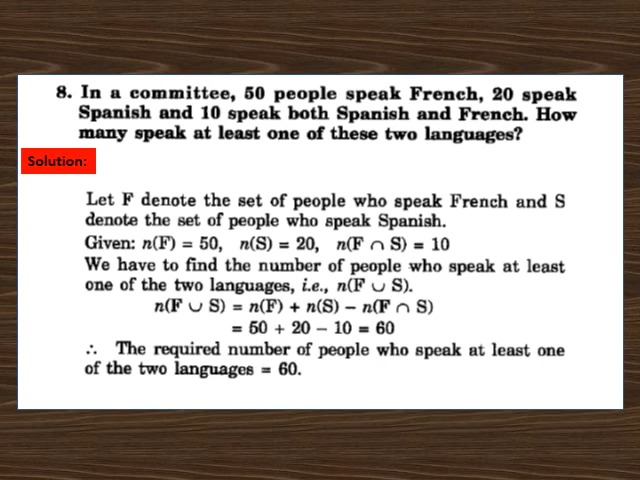 8. In a committee, 50 people speak French, 20 speak
Spanish and 10 speak both Spanish and French. How
many speak at least one of these two languages?
Solution:
Let F denote the set of people who speak French and S
denote the set of people who speak Spanish.
Given: n(F) = 50, n(S) = 20, n(F ∩ S) = 10
We have to find the number of people who speak at least
one of the two languages, i.e., n(F ∪ S).
n(F ∪ S) = n(F) + n(S) − n(F ∩ S)
= 50 + 20 − 10 = 60
∴ The required number of people who speak at least one
of the two languages = 60.